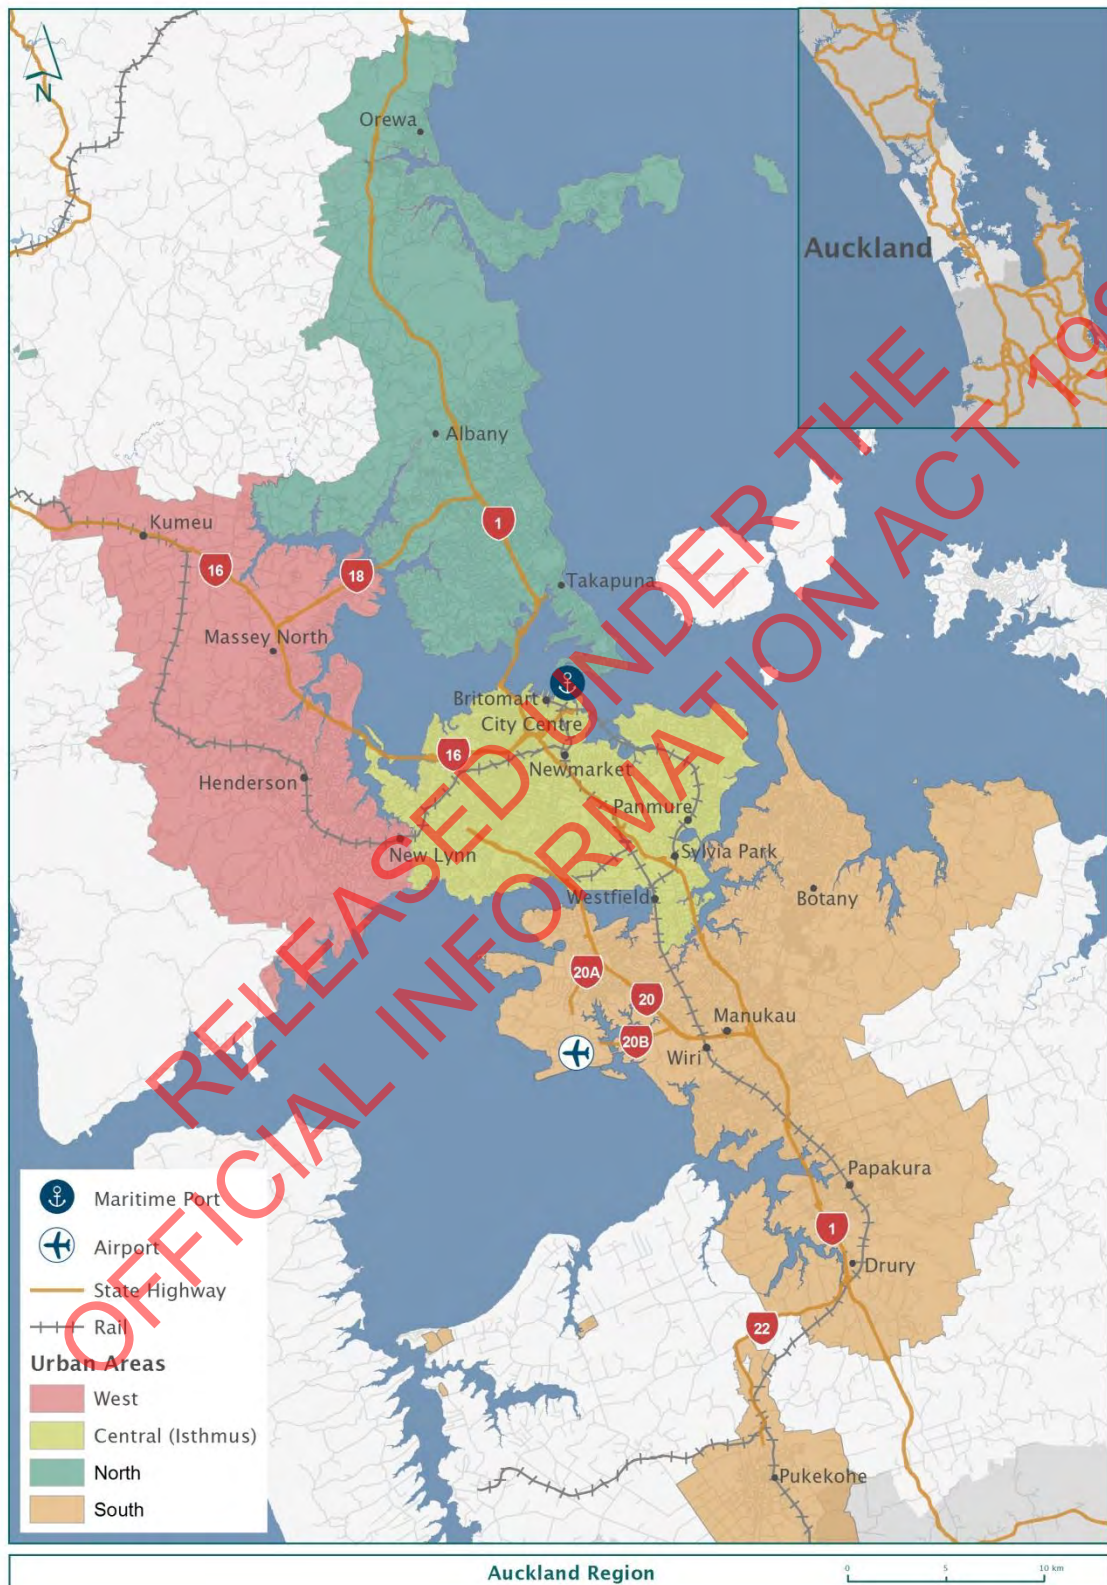 N
Orewa
Auckland
Albany
1
Kumeu
16
18
Takapuna
Massey North
Britomart
City Centre
16
Newmarket
Henderson
Panmure
New Lynn
Sylvia Park
Westfield
Botany
20A
20
Manukau
20B
Wiri
Papakura
1
Drury
22
Pukekohe
Maritime Port
Airport
State Highway
Rail
Urban Areas
West
Central (Isthmus)
North
South
RELEASED UNDER THE
OFFICIAL INFORMATION ACT 19
Auckland Region
0 5 10 km